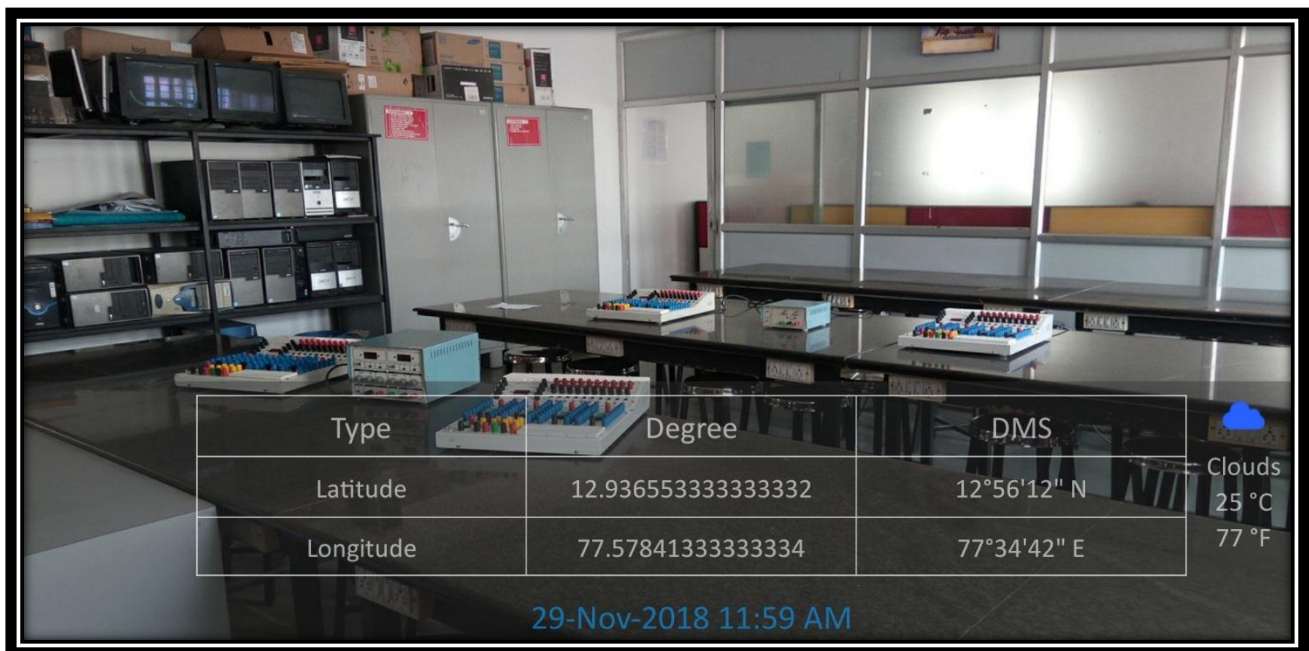 Type Degree DMS
Latitude 12.936553333333332 12°56'12" N
Longitude 77.57841333333334 77°34'42" E
Clouds
25 °C
77 °F
29-Nov-2018 11:59 AM